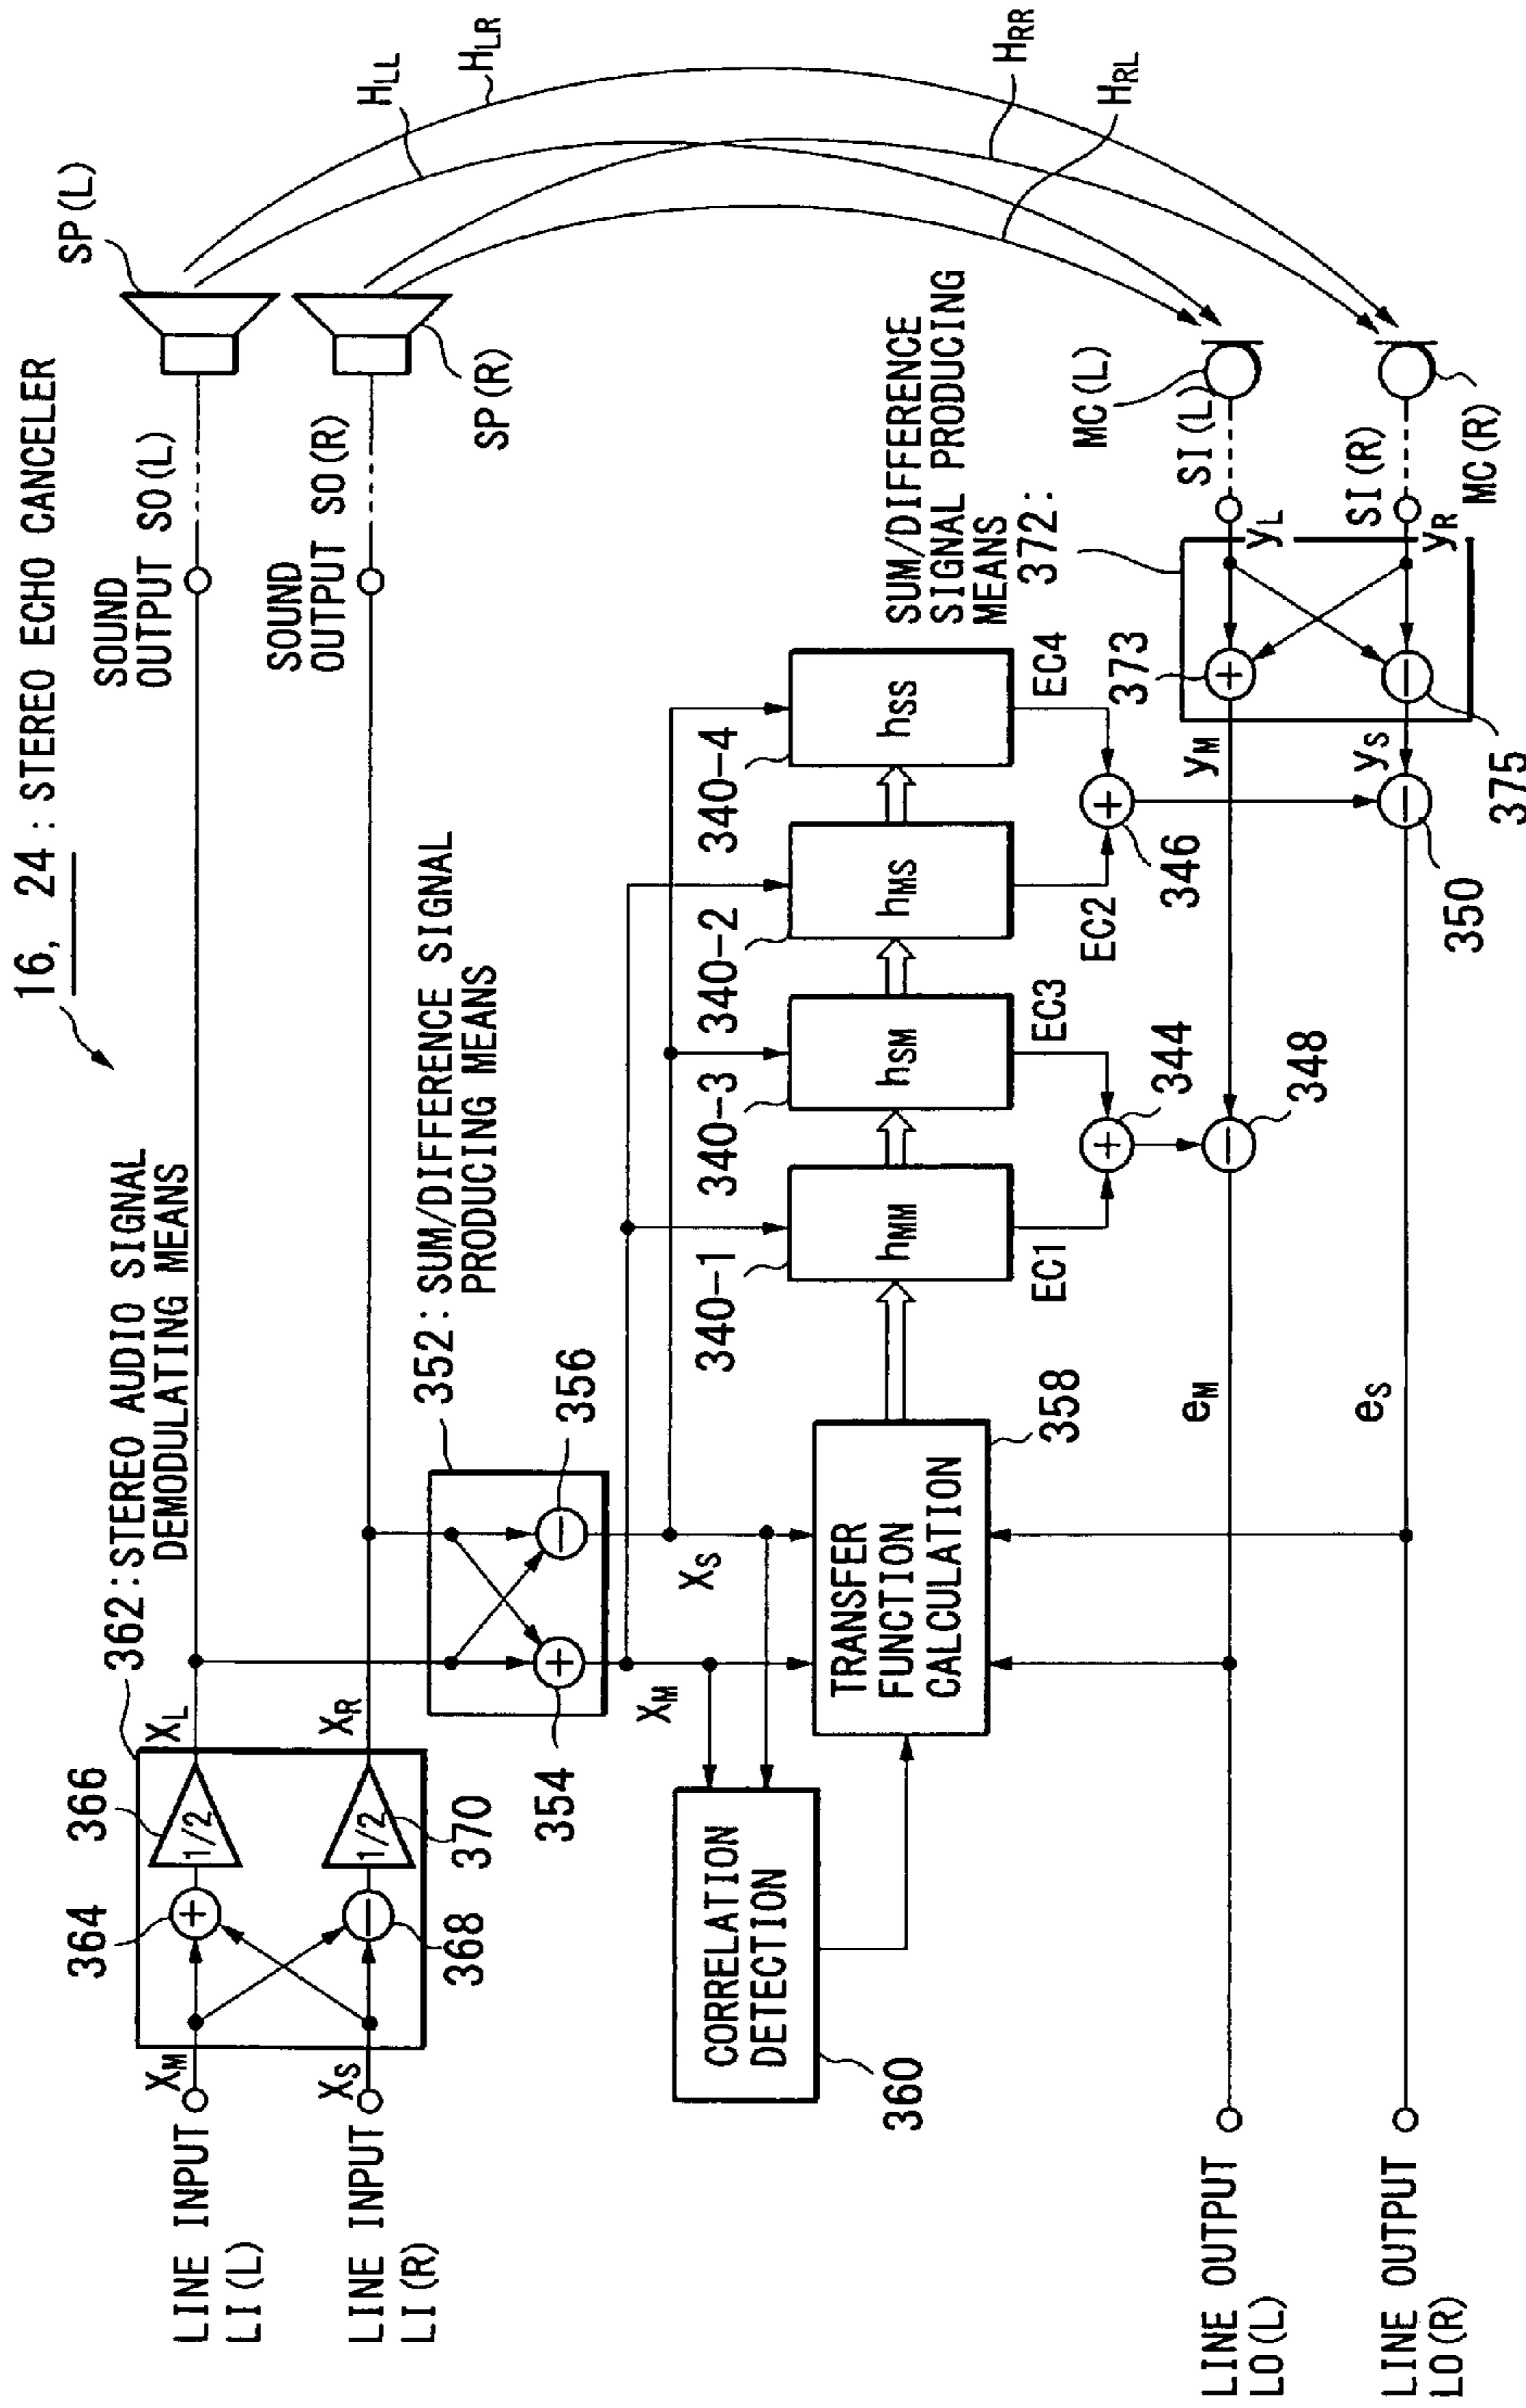 16, 24 : STEREO ECHO CANCELER
362 : STEREO AUDIO SIGNAL
DEMODULATING MEANS
SOUND
OUTPUT SO(L)
SP(L)
SOUND
OUTPUT SO(R)
SP(R)
HLL
HLR
HRR
HRL
LINE INPUT
LI(L)
XM
364
366
1/2
XL
LINE INPUT
LI(R)
XS
368
370
1/2
XR
352 : SUM/DIFFERENCE SIGNAL
PRODUCING MEANS
354
356
XM
XS
CORRELATION
DETECTION
360
TRANSFER
FUNCTION
CALCULATION
358
340-1
hMM
340-3
hSM
340-2
hMS
340-4
hSS
EC1
EC3
EC2
EC4
344
346
348
350
SUM/DIFFERENCE
SIGNAL PRODUCING
MEANS
372 :
373
375
MC(L)
SI(L)
yL
yM
SI(R)
MC(R)
yR
yS
eM
eS
LINE OUTPUT
LO(L)
LINE OUTPUT
LO(R)